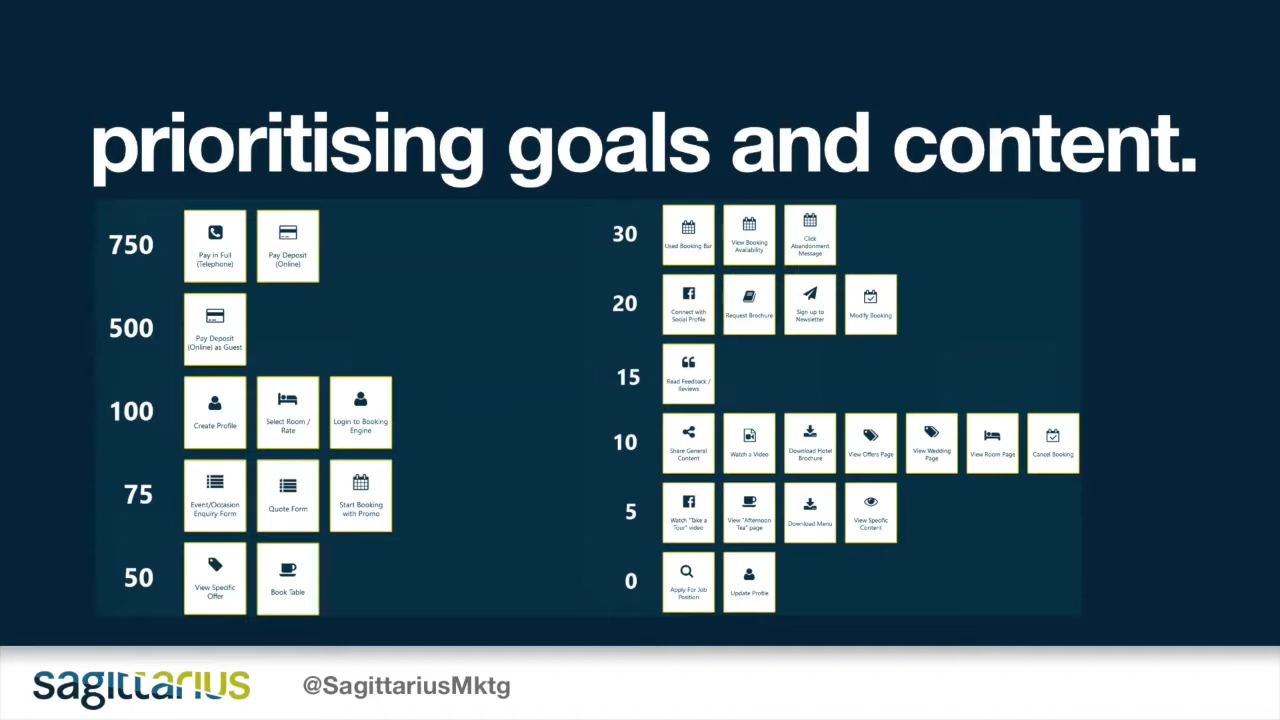 prioritising goals and content.
750
Pay in Full
(Telephone)
Pay Deposit
(Online)
500
Pay Deposit
(Online) as Guest
100
Create Profile
Select Room /
Rate
Login to Booking
Engine
75
Event/Occasion
Enquiry Form
Quote Form
Start Booking
with Promo
50
View Specific
Offer
Book Table
30
Used Booking Bar
View Booking
Availability
Click
Abandonment
Message
20
Connect with
Social Profile
Request Brochure
Sign up to
Newsletter
Modify Booking
15
Read Feedback /
Reviews
10
Share General
Content
Watch a Video
Download Hotel
Brochure
View Offers Page
View Wedding
Page
View Room Page
Cancel Booking
5
Watch "Take a
Tour" video
View "Afternoon
Tea" page
Download Menu
View Specific
Content
0
Apply For Job
Position
Update Profile
sagittarius
@SagittariusMktg